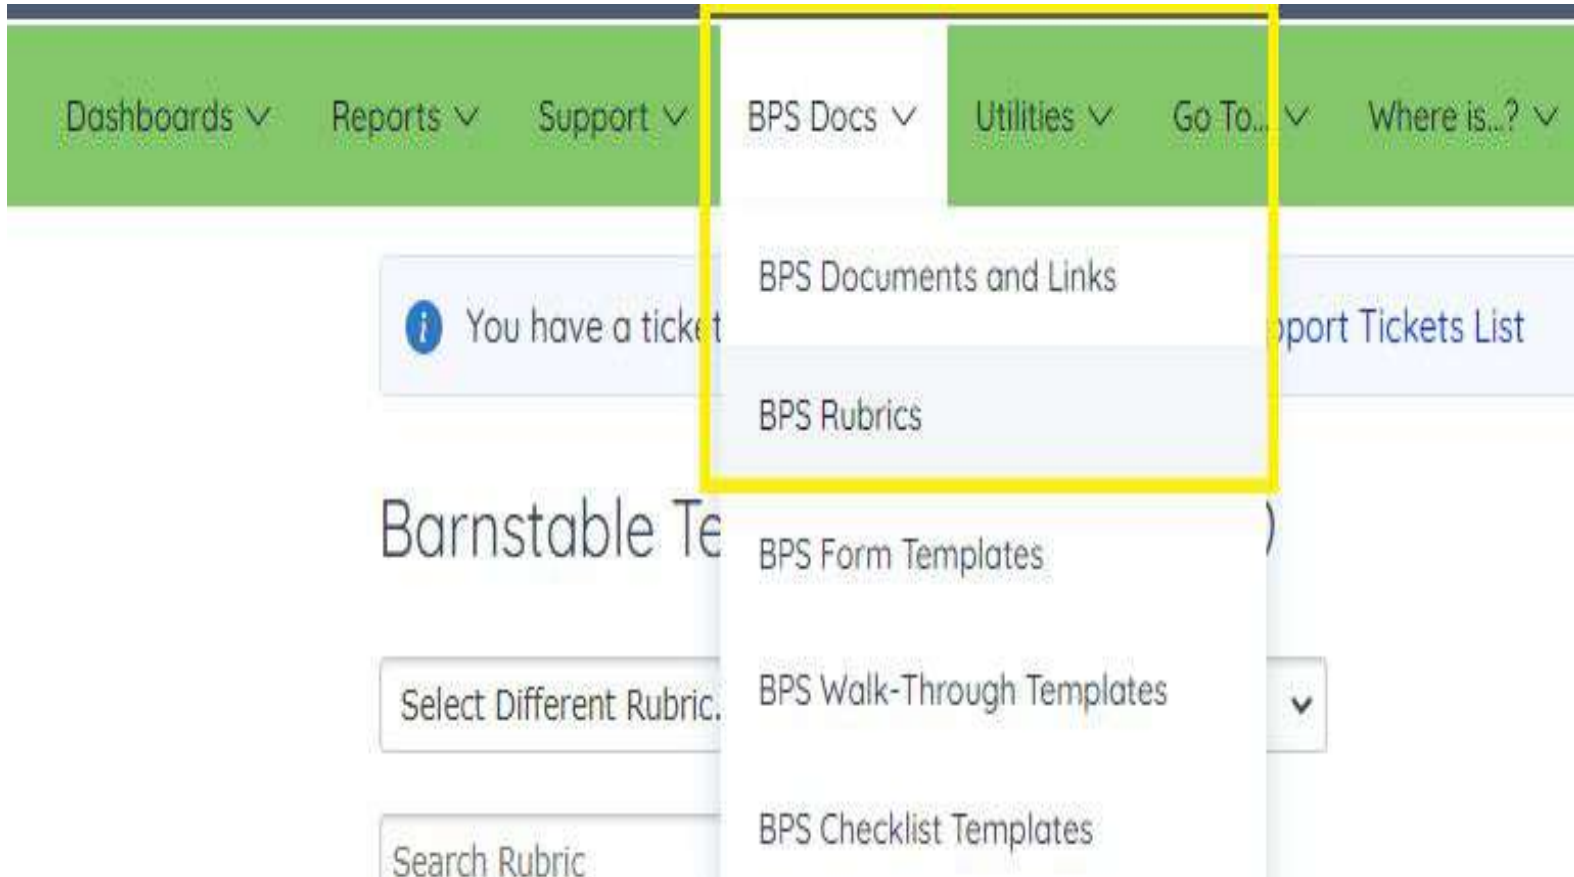 Dashboards Reports Support BPS Docs Utilities Go To... Where is...?
BPS Documents and Links
You have a ticket pport Tickets List
BPS Rubrics
Barnstable Te )
BPS Form Templates
Select Different Rubric.
BPS Walk-Through Templates
BPS Checklist Templates
Search Rubric